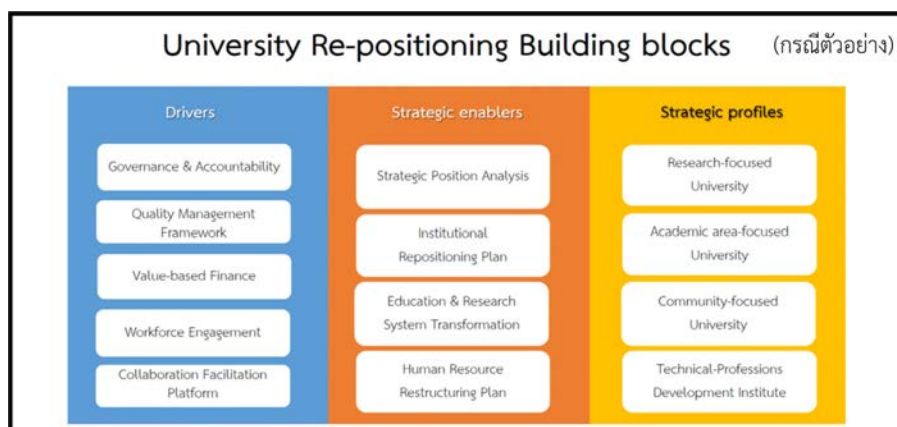 University Re-positioning Building blocks (กรณีตัวอย่าง)
Drivers
Governance & Accountability
Quality Management
Framework
Value-based Finance
Workforce Engagement
Collaboration Facilitation
Platform
Strategic enablers
Strategic Position Analysis
Institutional
Repositioning Plan
Education & Research
System Transformation
Human Resource
Restructuring Plan
Strategic profiles
Research-focused
University
Academic area-focused
University
Community-focused
University
Technical-Professions
Development Institute